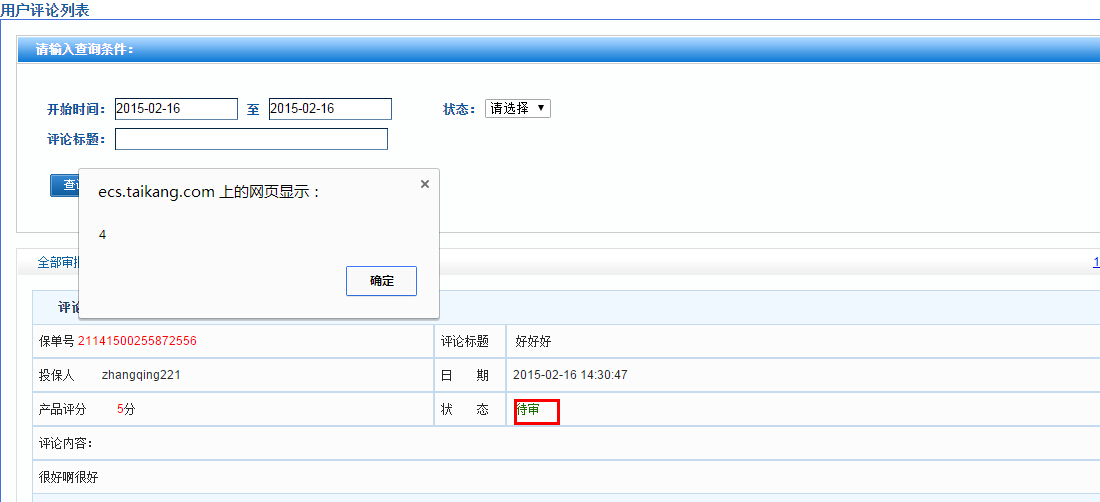 用户评论列表
请输入查询条件：
开始时间： 2015-02-16 至 2015-02-16 状态： 请选择
评论标题：
查
ecs.taikang.com 上的网页显示：
4
确定
全部审 1
评
保单号 21141500255872556 评论标题 好好好
投保人 zhangqing221 日 期 2015-02-16 14:30:47
产品评分 5分 状 态 待审
评论内容：
很好啊很好